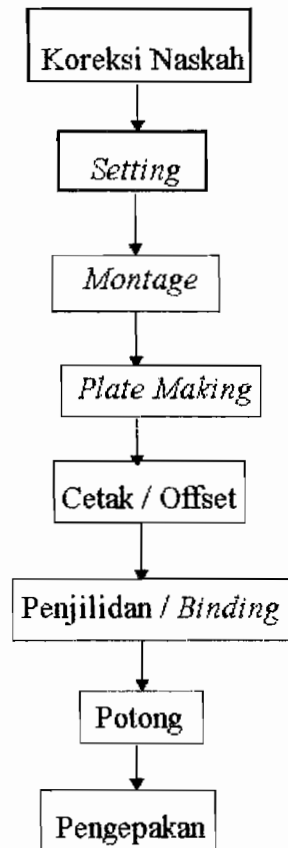 Koreksi Naskah
Setting
Montage
Plate Making
Cetak / Offset
Penjilidan / Binding
Potong
Pengepakan